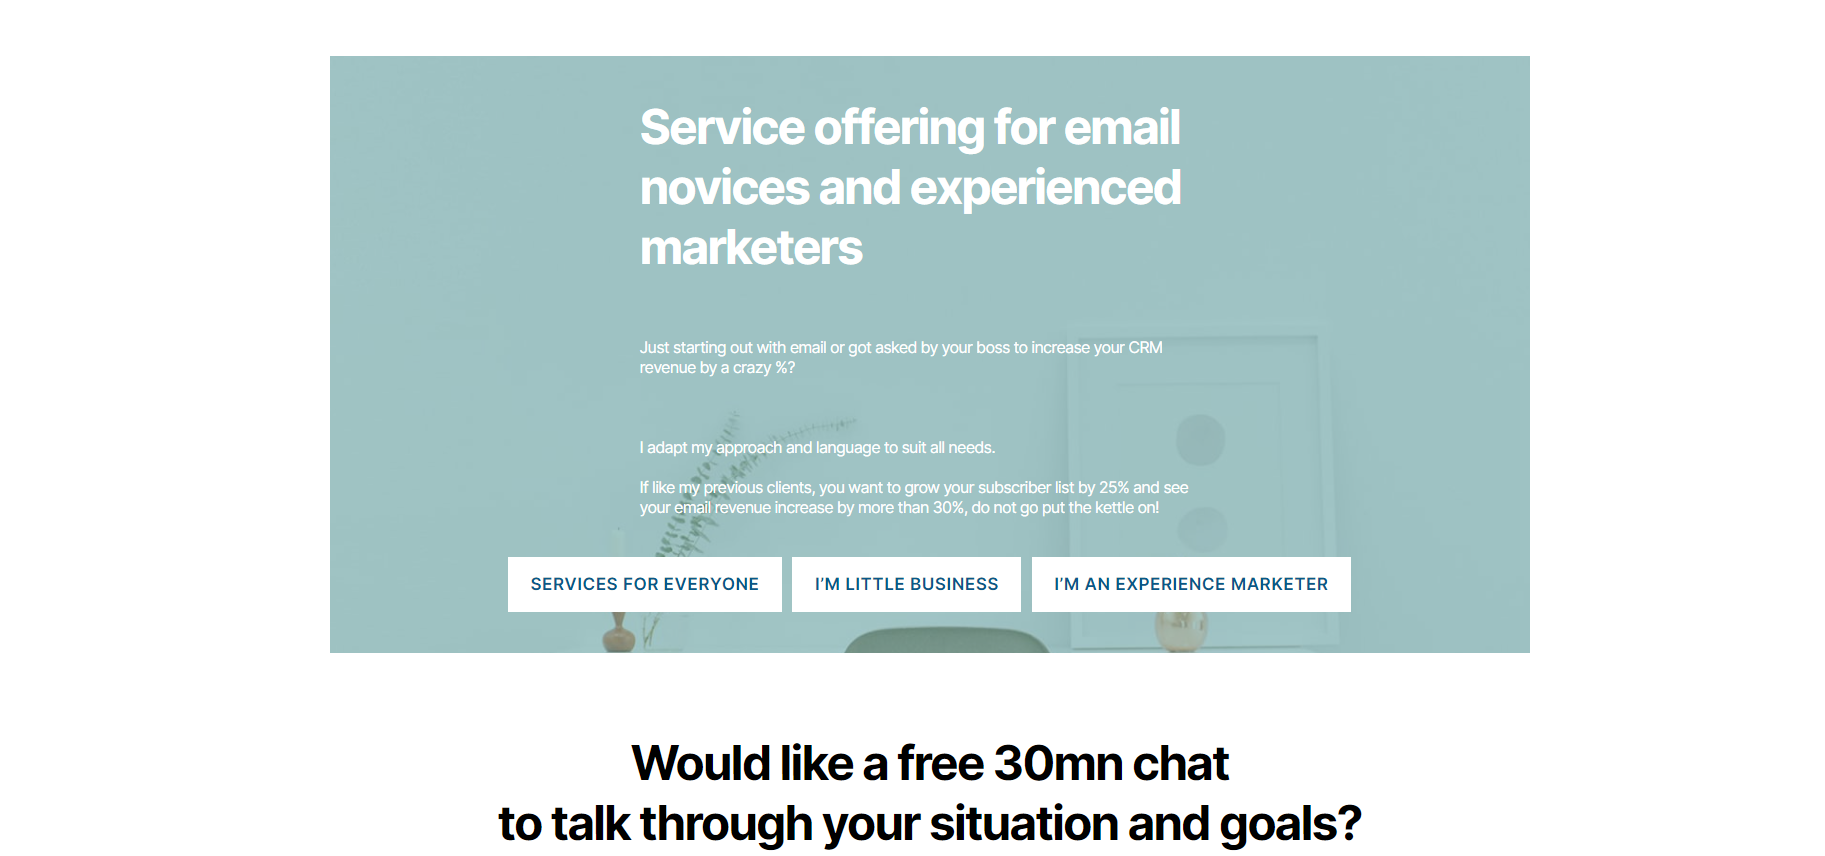 Service offering for email
novices and experienced
marketers
Just starting out with email or got asked by your boss to increase your CRM
revenue by a crazy %?
I adapt my approach and language to suit all needs.
If like my previous clients, you want to grow your subscriber list by 25% and see
your email revenue increase by more than 30%, do not go put the kettle on!
SERVICES FOR EVERYONE
I’M LITTLE BUSINESS
I’M AN EXPERIENCE MARKETER
Would like a free 30mn chat
to talk through your situation and goals?